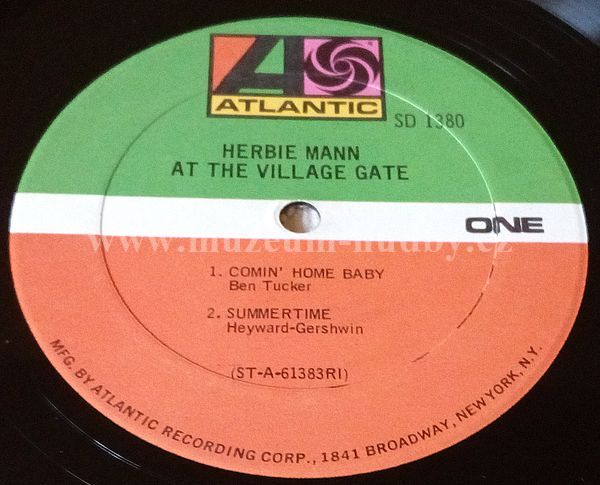 ATLANTIC
SD 1380
HERBIE MANN
AT THE VILLAGE GATE
ONE
www.muzeum-hudby.cz
1. COMIN' HOME BABY
Ben Tucker
2. SUMMERTIME
Heyward-Gershwin
(ST-A-61383RI)
MFG. BY ATLANTIC RECORDING CORP., 1841 BROADWAY, NEW YORK, N.Y.